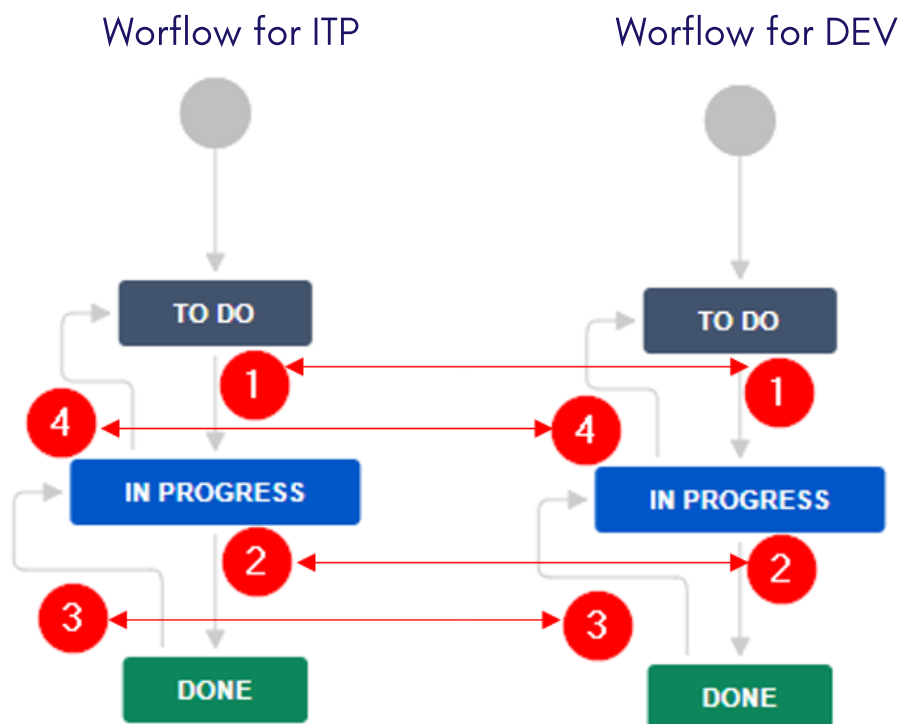 Worflow for ITP
Worflow for DEV
TO DO
TO DO
1
1
4
4
IN PROGRESS
IN PROGRESS
2
2
3
3
DONE
DONE